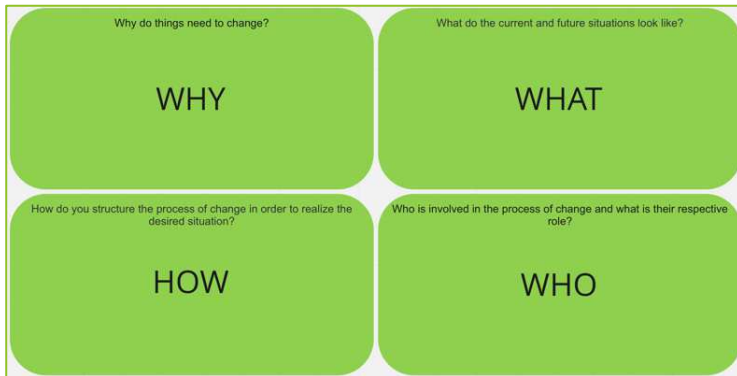 Why do things need to change?
WHY
What do the current and future situations look like?
WHAT
How do you structure the process of change in order to realize the
desired situation?
HOW
Who is involved in the process of change and what is their respective
role?
WHO